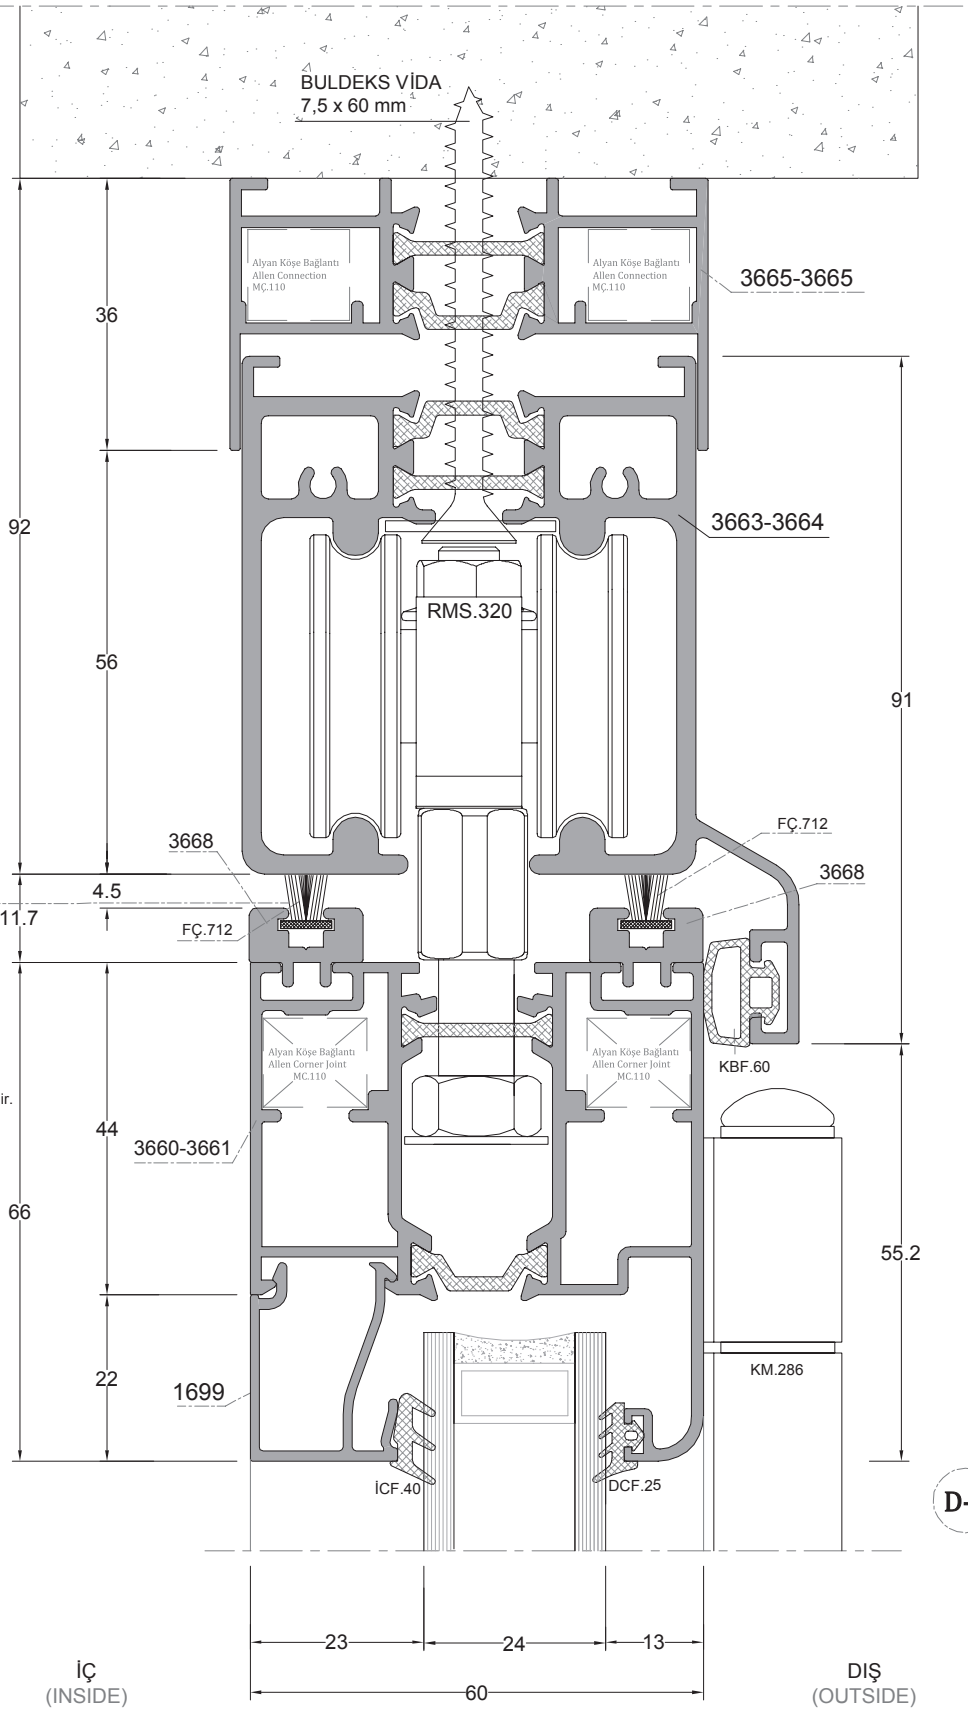 BULDEKS VİDA
7,5 x 60 mm
Alyan Köşe Bağlantı
Allen Connection
MÇ.110
Alyan Köşe Bağlantı
Allen Connection
MÇ.110
3665-3665
36
92
3663-3664
RMS.320
56
91
FÇ.712
3668
3668
4.5
11.7
FÇ.712
Alyan Köşe Bağlantı
Allen Corner Joint
MC.110
Alyan Köşe Bağlantı
Allen Corner Joint
MC.110
KBF.60
ir.
44
3660-3661
66
55.2
KM.286
22
1699
İCF.40
DCF.25
D-
23
24
13
60
İÇ
(INSIDE)
DIŞ
(OUTSIDE)